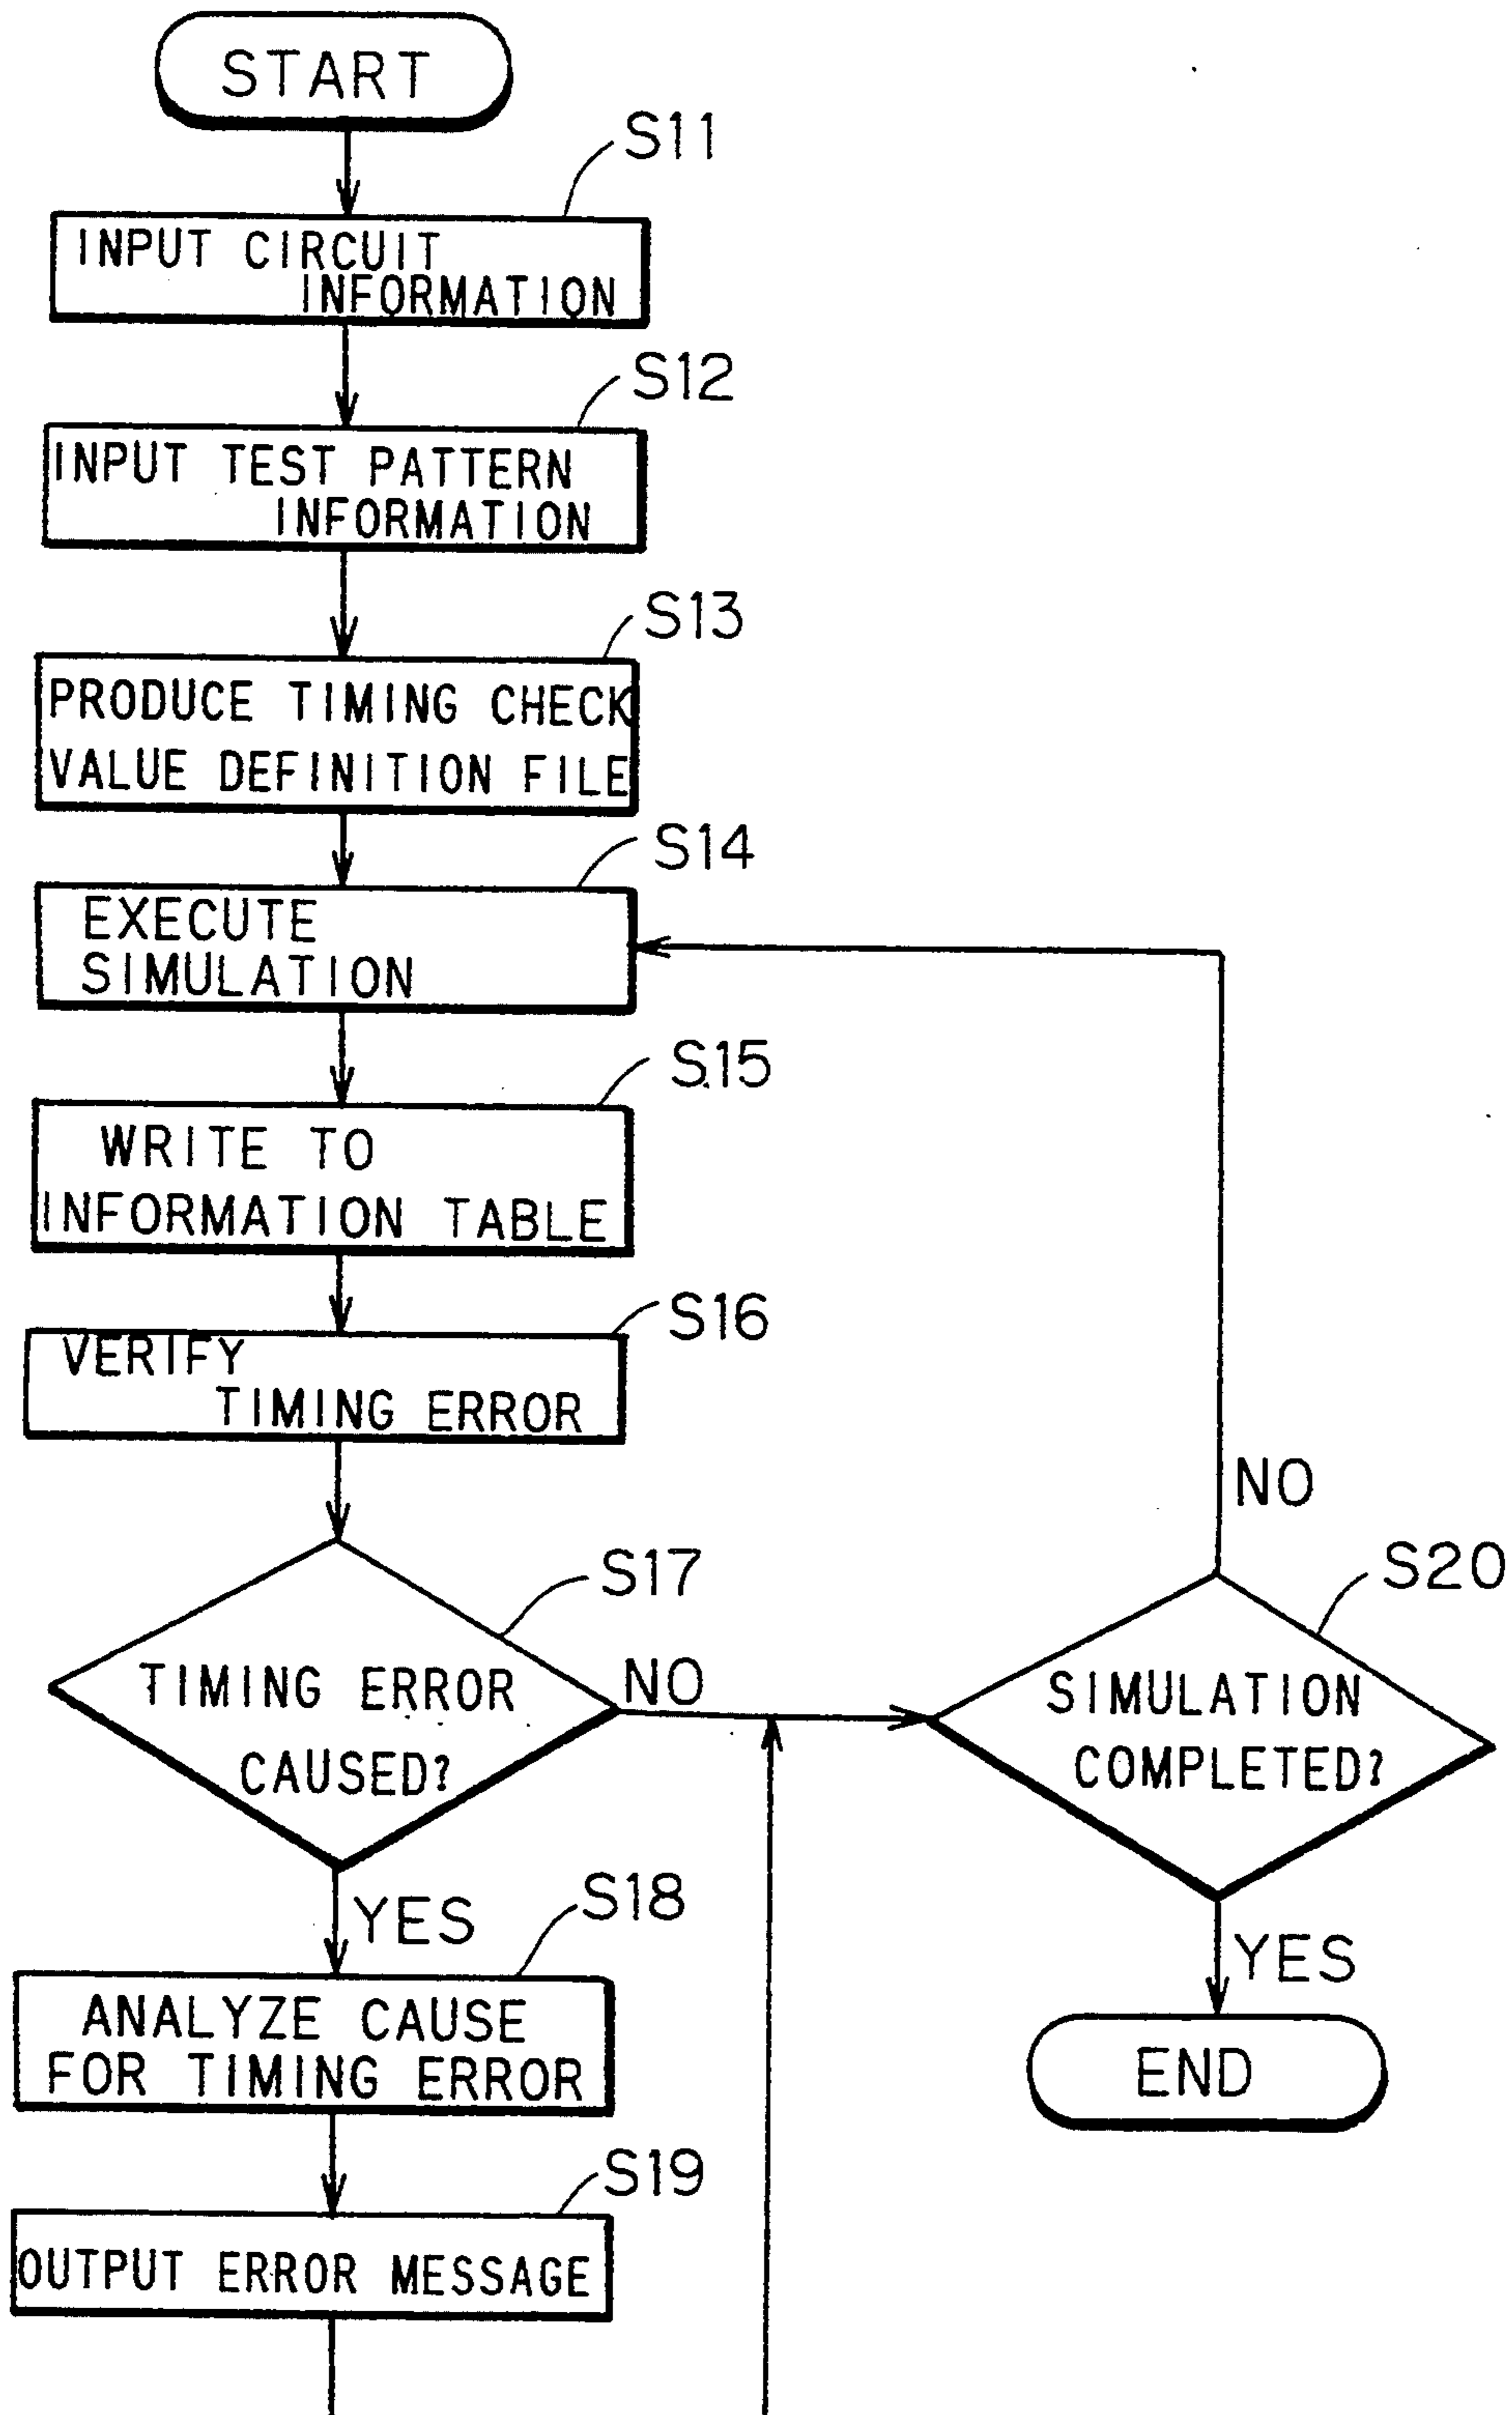 START
S11
INPUT CIRCUIT
INFORMATION
S12
INPUT TEST PATTERN
INFORMATION
S13
PRODUCE TIMING CHECK
VALUE DEFINITION FILE
S14
EXECUTE
SIMULATION
S15
WRITE TO
INFORMATION TABLE
S16
VERIFY
TIMING ERROR
S17
TIMING ERROR
CAUSED?
NO
YES
S18
ANALYZE CAUSE
FOR TIMING ERROR
S19
OUTPUT ERROR MESSAGE
NO
S20
SIMULATION
COMPLETED?
YES
END